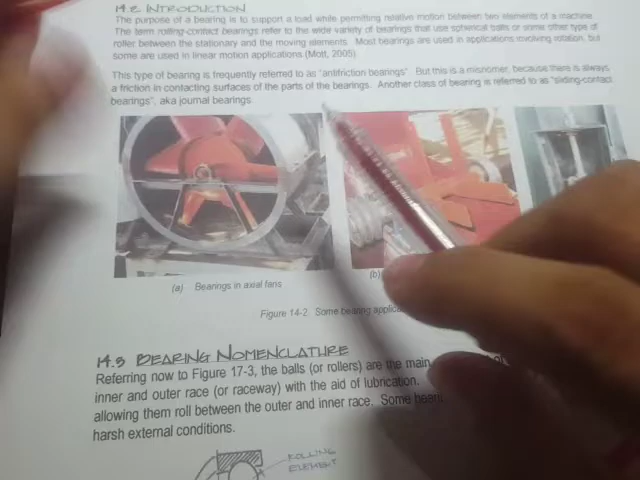 14.2 INTRODUCTION
The purpose of a bearing is to support a load while permitting relative motion between two elements of a machine.
The term rolling-contact bearings refer to the wide variety of bearings that use spherical balls or some other type of
roller between the stationary and the moving elements. Most bearings are used in applications involving rotation, but
some are used in linear motion applications (Mott, 2005).
This type of bearing is frequently referred to as "antifriction bearings". But this is a misnomer, because there is always
a friction in contacting surfaces of the parts of the bearings. Another class of bearing is referred to as "sliding-contact
bearings", aka journal bearings.
(a) Bearings in axial fans
(b)
Figure 14-2. Some bearing applic
14.3 BEARING NOMENCLATURE
Referring now to Figure 17-3, the balls (or rollers) are the main
inner and outer race (or raceway) with the aid of lubrication.
allowing them roll between the outer and inner race. Some bear
harsh external conditions.
ROLLING
ELEMENT